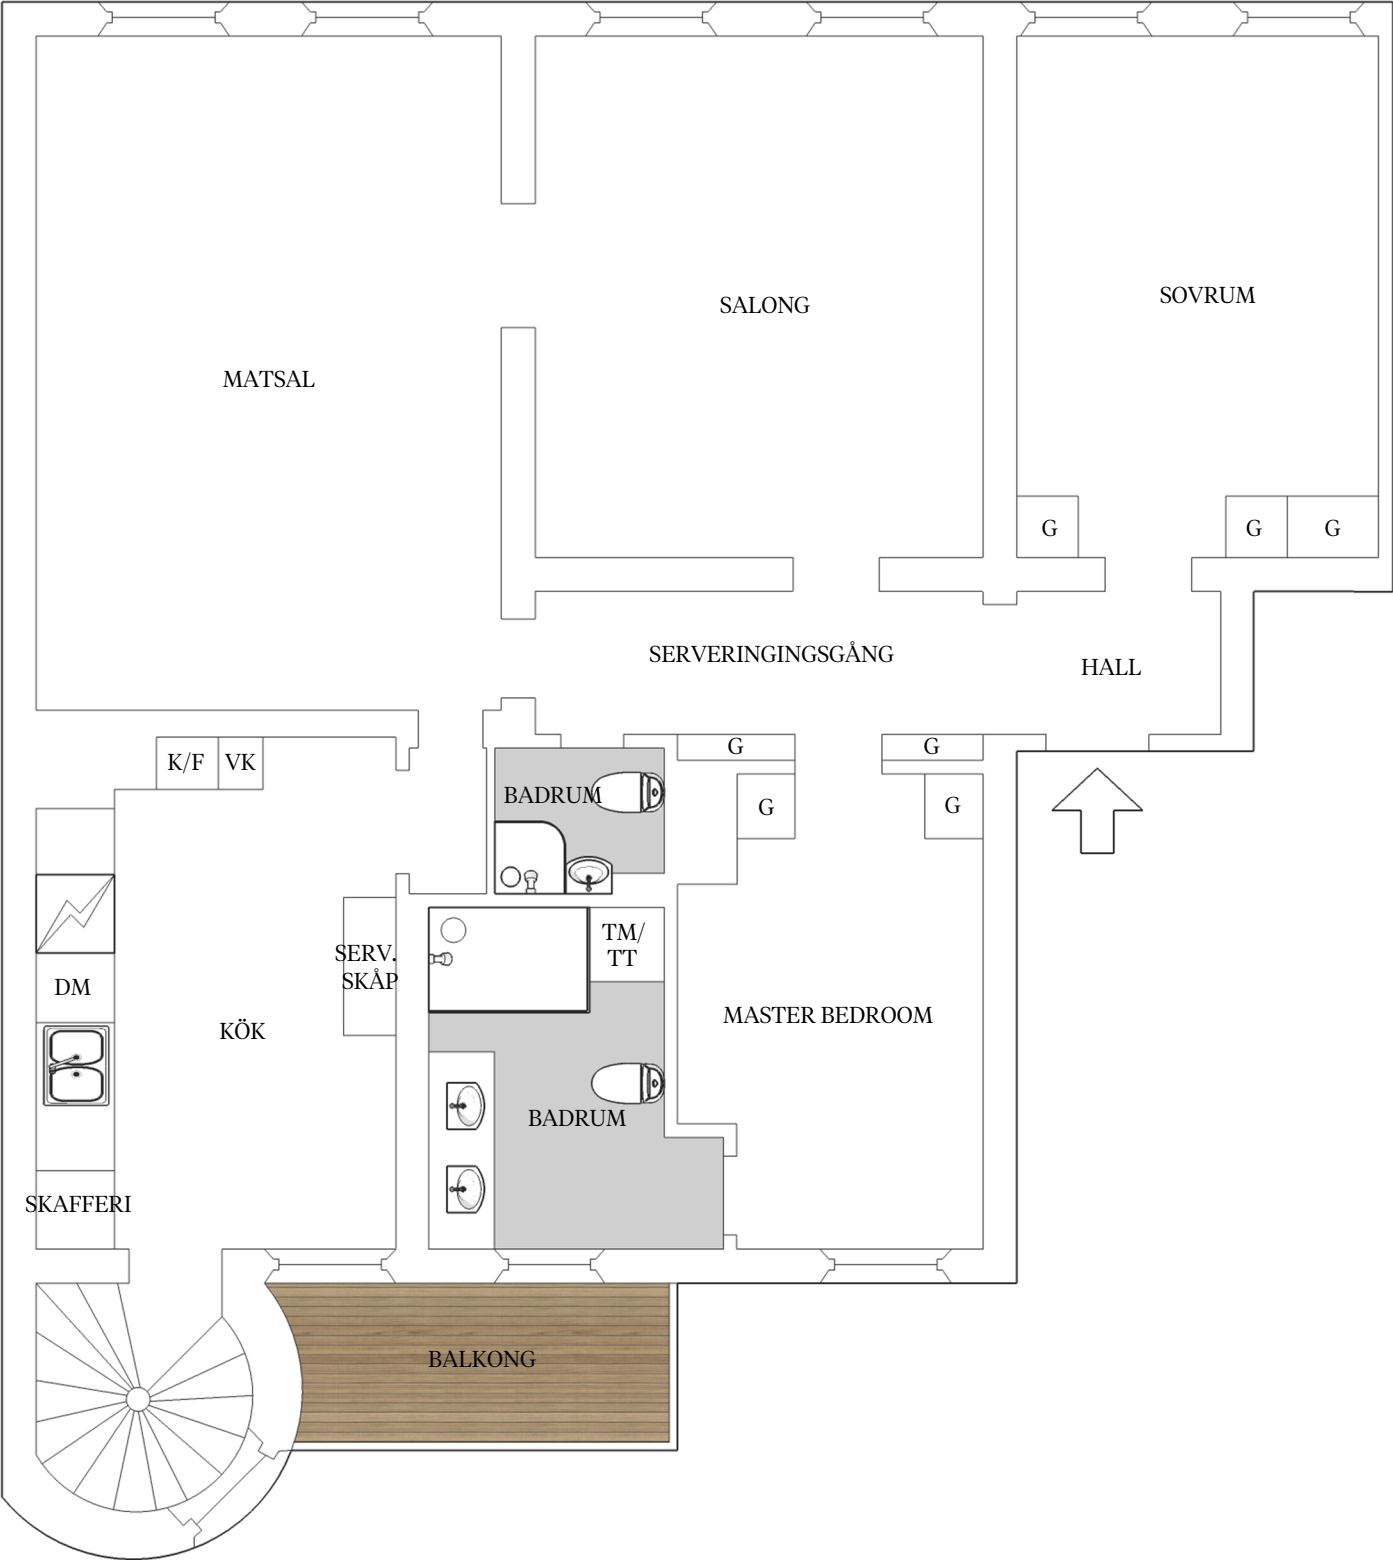 SOVRUM
SALONG
MATSAL
G
G
G
SERVERINGINGSGÅNG
HALL
G
G
K/F
VK
BADRUM
G
G
TM/
TT
SERV.
SKÅP
DM
KÖK
MASTER BEDROOM
BADRUM
SKAFFERI
BALKONG